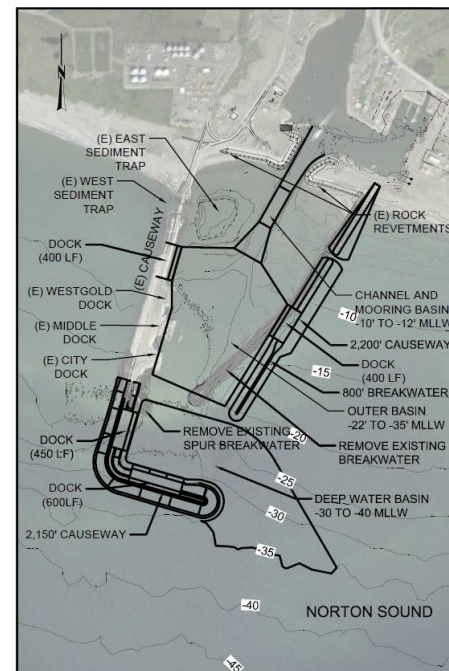 N
(E) EAST
SEDIMENT
TRAP
(E) WEST
SEDIMENT
TRAP
DOCK
(400 LF)
(E) CAUSEWAY
(E) WESTGOLD
DOCK
(E) MIDDLE
DOCK
(E) CITY
DOCK
(E) ROCK
REVETMENTS
CHANNEL AND
MOORING BASIN
-10' TO -12' MLLW
-10
2,200' CAUSEWAY
DOCK
(400 LF)
-15
800' BREAKWATER
OUTER BASIN
-22' TO -35' MLLW
REMOVE EXISTING
SPUR BREAKWATER
-20
REMOVE EXISTING
BREAKWATER
DOCK
(450 LF)
-25
DOCK
(600LF)
DEEP WATER BASIN
-30 TO -40 MLLW
-30
2,150' CAUSEWAY
-35
-40
NORTON SOUND
-45